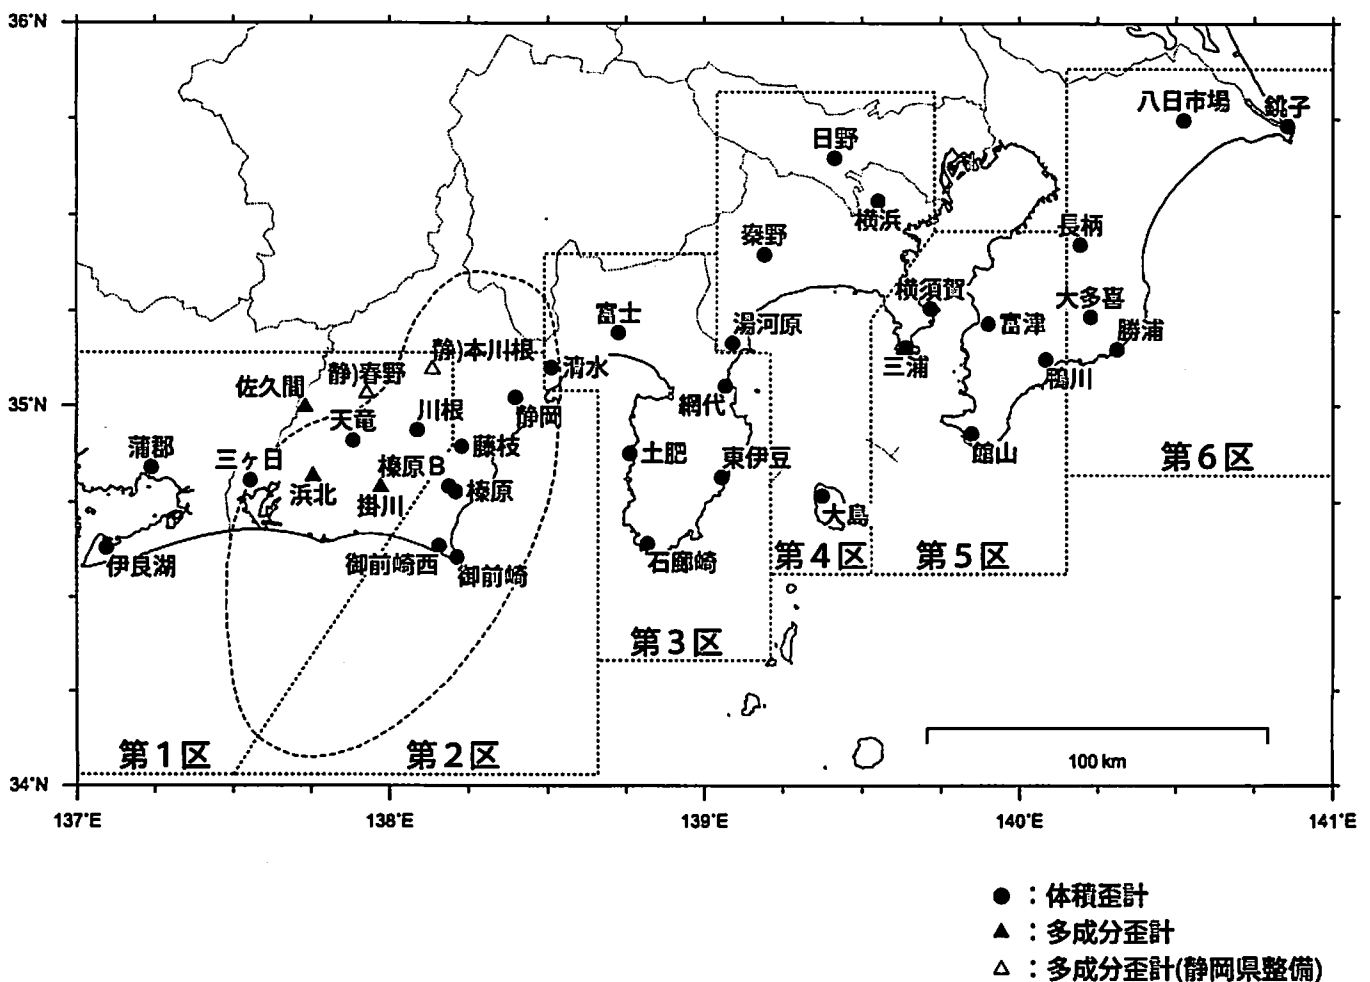 36°N
八日市場
銚子
日野
横浜
秦野
長柄
横須賀
大多喜
富士
湯河原
富津
勝浦
静)本川根
清水
三浦
鴨川
静)春野
佐久間
35°N
天竜
川根
静岡
網代
蒲郡
三ヶ日
榛原B
藤枝
土肥
東伊豆
館山
第6区
浜北
掛川
榛原
大島
伊良湖
御前崎西
御前崎
石廊崎
第4区
第5区
第3区
第1区
第2区
100 km
34°N
137°E
138°E
139°E
140°E
141°E
● : 体積歪計
▲ : 多成分歪計
△ : 多成分歪計(静岡県整備)